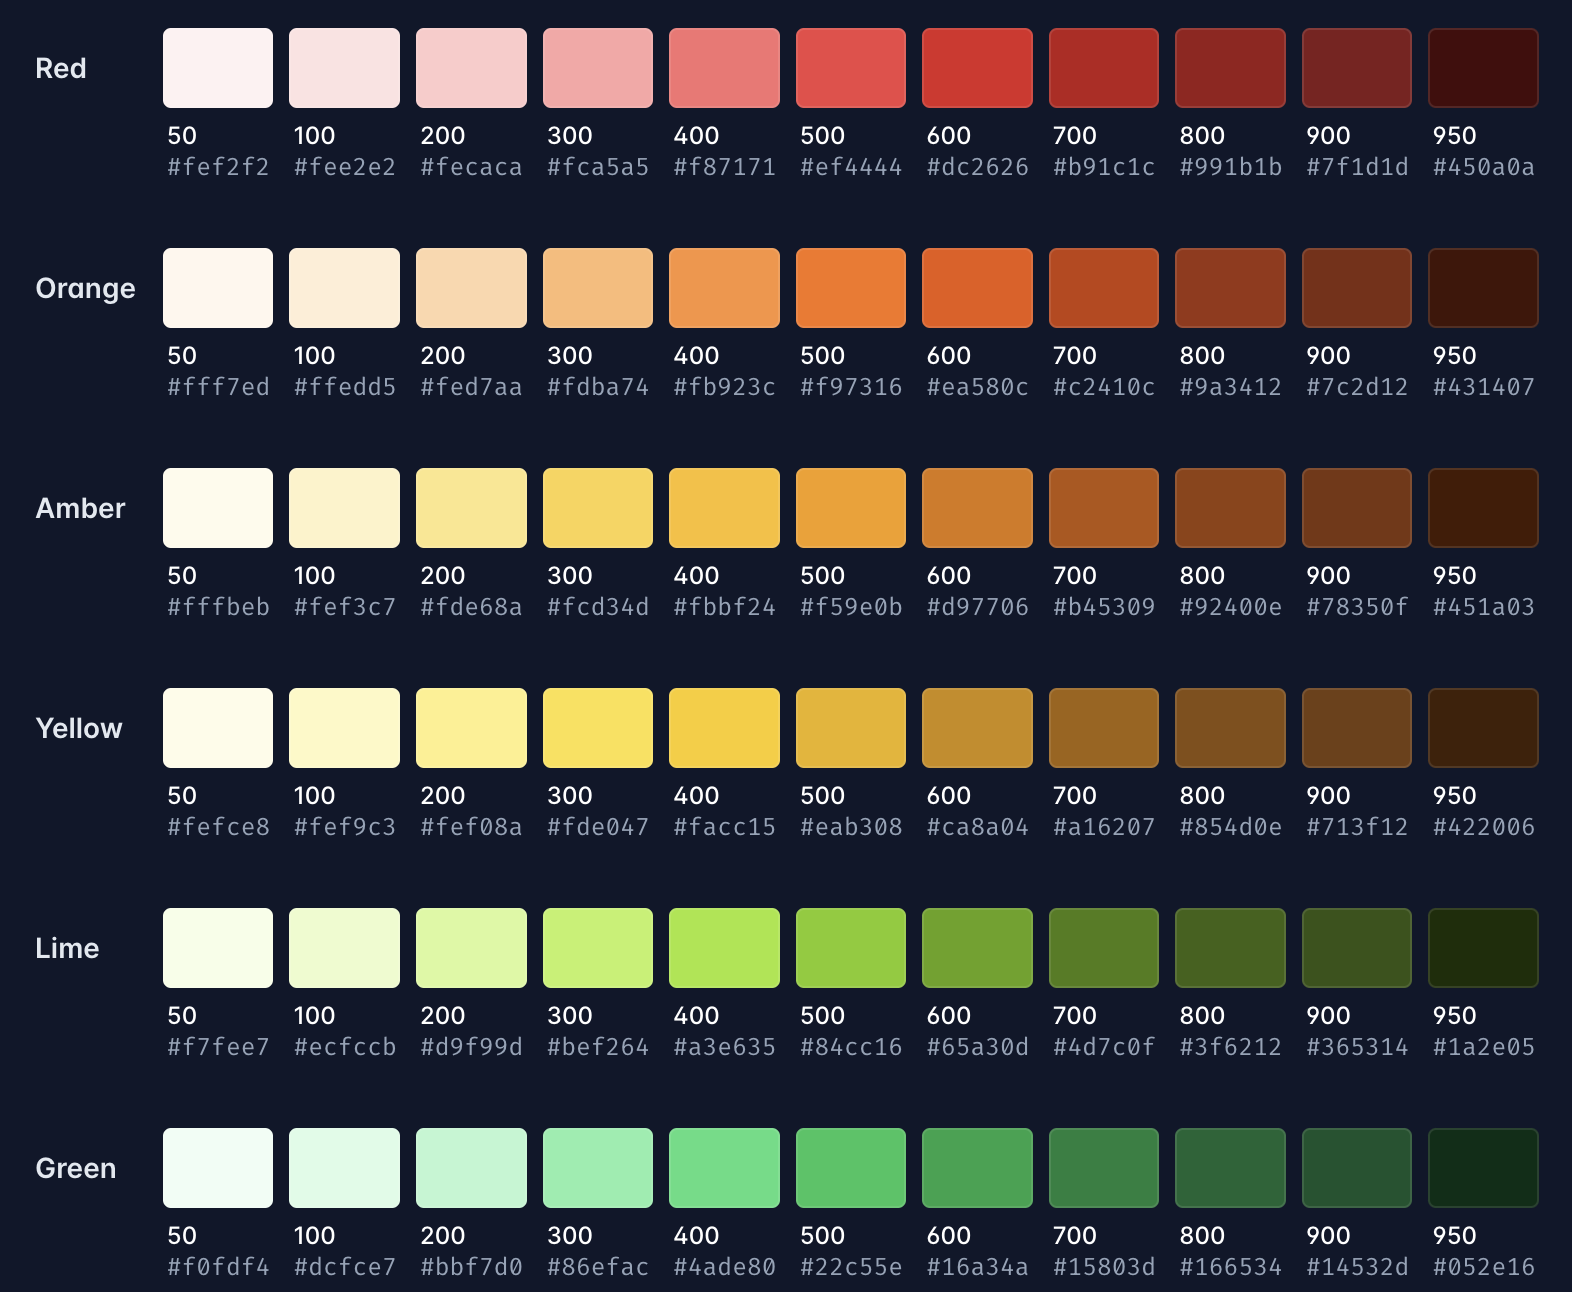 Red
50 100 200 300 400 500 600 700 800 900 950
#fef2f2 #fee2e2 #fecaca #fca5a5 #f87171 #ef4444 #dc2626 #b91c1c #991b1b #7f1d1d #450a0a
Orange
50 100 200 300 400 500 600 700 800 900 950
#fff7ed #ffedd5 #fed7aa #fdba74 #fb923c #f97316 #ea580c #c2410c #9a3412 #7c2d12 #431407
Amber
50 100 200 300 400 500 600 700 800 900 950
#fffbeb #fef3c7 #fde68a #fcd34d #fbbf24 #f59e0b #d97706 #b45309 #92400e #78350f #451a03
Yellow
50 100 200 300 400 500 600 700 800 900 950
#fefce8 #fef9c3 #fef08a #fde047 #facc15 #eab308 #ca8a04 #a16207 #854d0e #713f12 #422006
Lime
50 100 200 300 400 500 600 700 800 900 950
#f7fee7 #ecfccb #d9f99d #bef264 #a3e635 #84cc16 #65a30d #4d7c0f #3f6212 #365314 #1a2e05
Green
50 100 200 300 400 500 600 700 800 900 950
#f0fdf4 #dcfce7 #bbf7d0 #86efac #4ade80 #22c55e #16a34a #15803d #166534 #14532d #052e16